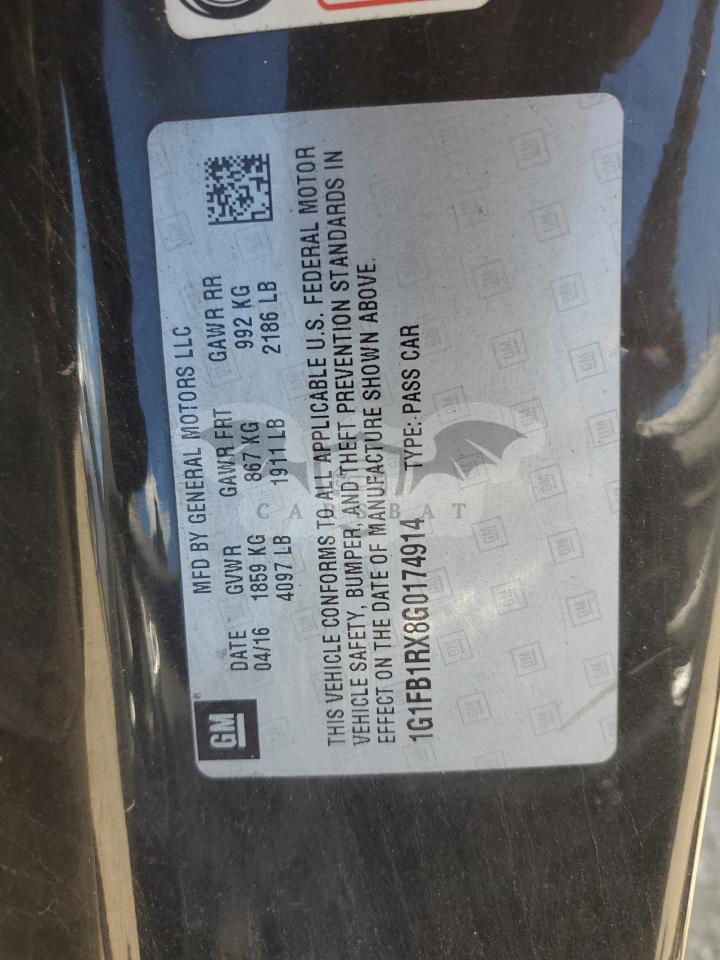 MFD BY GENERAL MOTORS LLC
GM®
DATE GVWR GAWR FRT GAWR RR
04/16 1859 KG 867 KG 992 KG
4097 LB 1911 LB 2186 LB
THIS VEHICLE CONFORMS TO ALL APPLICABLE U.S. FEDERAL MOTOR
VEHICLE SAFETY, BUMPER, AND THEFT PREVENTION STANDARDS IN
EFFECT ON THE DATE OF MANUFACTURE SHOWN ABOVE.
1G1FB1RX8G0174914 TYPE: PASS CAR
CARSBAT